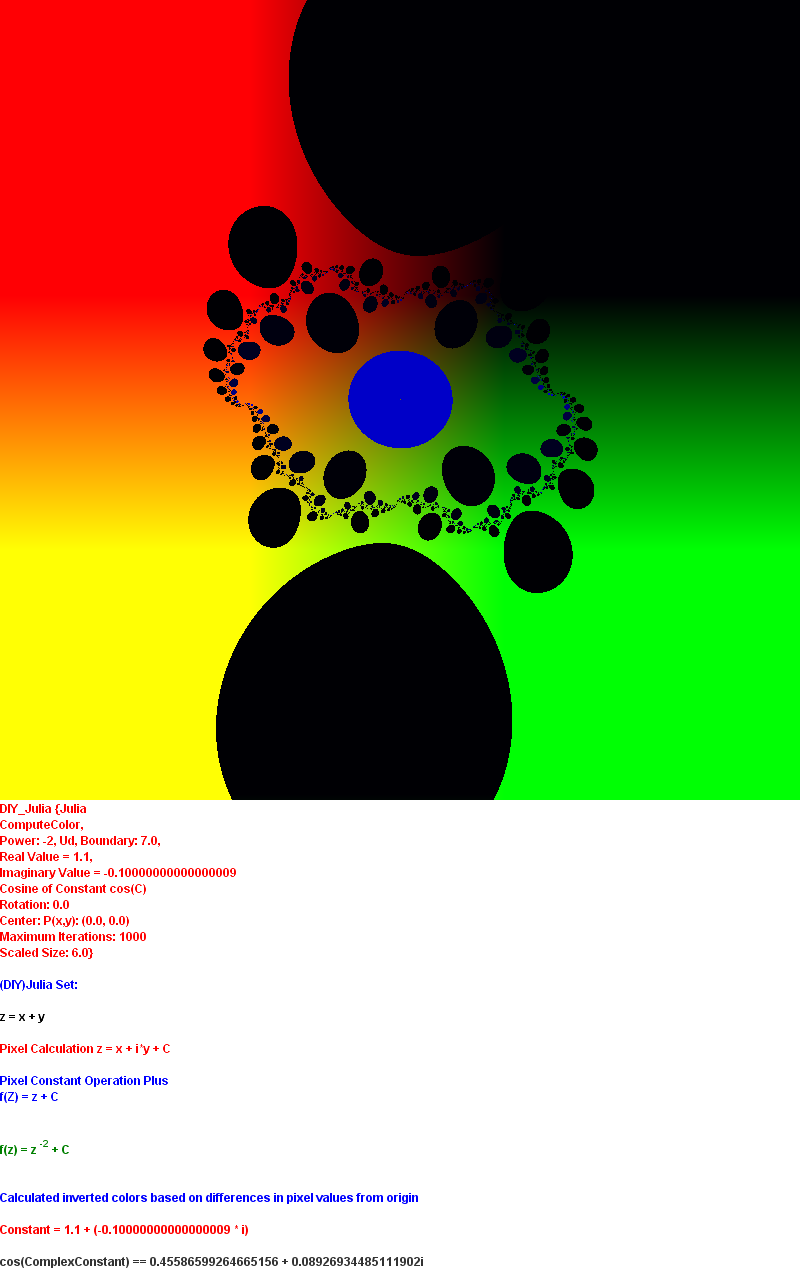 DIY_Julia {Julia
ComputeColor,
Power: -2, Ud, Boundary: 7.0,
Real Value = 1.1,
Imaginary Value = -0.10000000000000009
Cosine of Constant cos(C)
Rotation: 0.0
Center: P(x,y): (0.0, 0.0)
Maximum Iterations: 1000
Scaled Size: 6.0}
(DIY)Julia Set:
z = x + y
Pixel Calculation z = x + i*y + C
Pixel Constant Operation Plus
f(Z) = z + C
f(z) = z -2 + C
Calculated inverted colors based on differences in pixel values from origin
Constant = 1.1 + (-0.10000000000000009 * i)
cos(ComplexConstant) == 0.45586599264665156 + 0.08926934485111902i